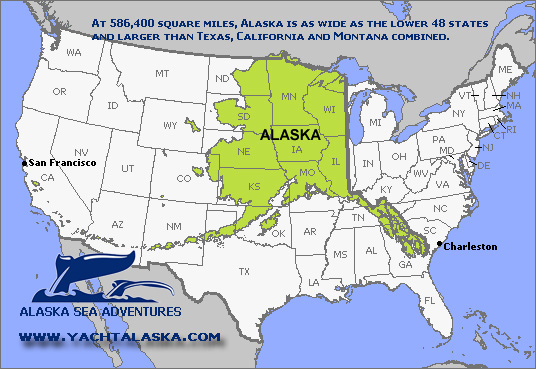 At 586,400 square miles, Alaska is as wide as the lower 48 states
and larger than Texas, California and Montana combined.
WA
MT
ND
MN
ME
VT
NH
OR
ID
WY
SD
WI
MI
NY
MA
RI
CT
ALASKA
San Francisco
NV
UT
CO
NE
IA
IL
IN
OH
PA
NJ
MD
DE
CA
KS
MO
KY
WV
VA
AZ
NM
OK
AR
TN
NC
SC
Charleston
TX
LA
MS
AL
GA
FL
ALASKA SEA ADVENTURES
WWW.YACHTALASKA.COM